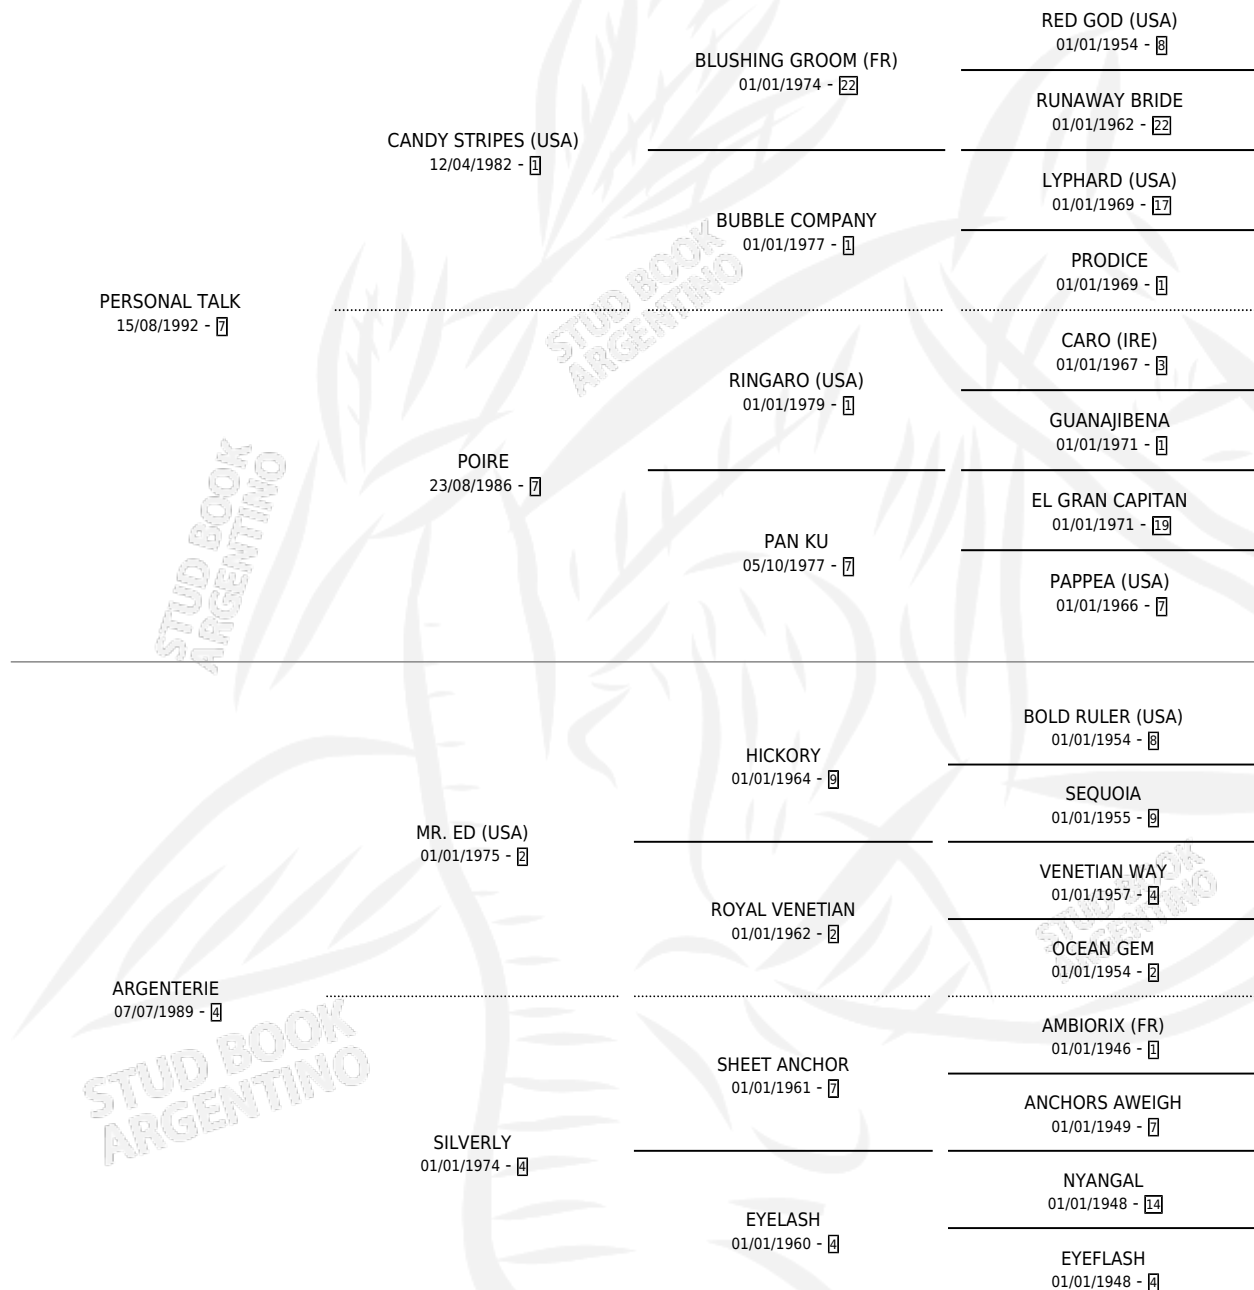 RED GOD (USA)
01/01/1954 - 8
BLUSHING GROOM (FR)
01/01/1974 - 22
RUNAWAY BRIDE
01/01/1962 - 22
CANDY STRIPES (USA)
12/04/1982 - 1
LYPHARD (USA)
01/01/1969 - 17
BUBBLE COMPANY
01/01/1977 - 1
PRODICE
01/01/1969 - 1
PERSONAL TALK
15/08/1992 - 7
STUD BOOK
ARGENTINO
CARO (IRE)
01/01/1967 - 3
RINGARO (USA)
01/01/1979 - 1
GUANAJIBENA
01/01/1971 - 1
POIRE
23/08/1986 - 7
EL GRAN CAPITAN
01/01/1971 - 19
PAN KU
05/10/1977 - 7
PAPPEA (USA)
01/01/1966 - 7
STUD BOOK
ARGENTINO
BOLD RULER (USA)
01/01/1954 - 8
HICKORY
01/01/1964 - 9
SEQUOIA
01/01/1955 - 9
MR. ED (USA)
01/01/1975 - 2
VENETIAN WAY
01/01/1957 - 4
ROYAL VENETIAN
01/01/1962 - 2
STUD BOOK
ARGENTINO
OCEAN GEM
01/01/1954 - 2
ARGENTERIE
07/07/1989 - 4
STUD BOOK
ARGENTINO
AMBIORIX (FR)
01/01/1946 - 1
SHEET ANCHOR
01/01/1961 - 7
ANCHORS AWEIGH
01/01/1949 - 7
SILVERLY
01/01/1974 - 4
NYANGAL
01/01/1948 - 14
EYELASH
01/01/1960 - 4
EYEFLASH
01/01/1948 - 4